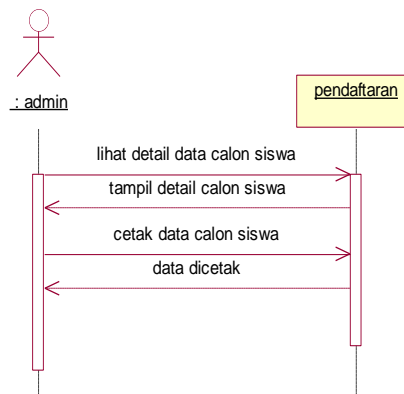 pendaftaran
: admin
lihat detail data calon siswa
tampil detail calon siswa
cetak data calon siswa
data dicetak